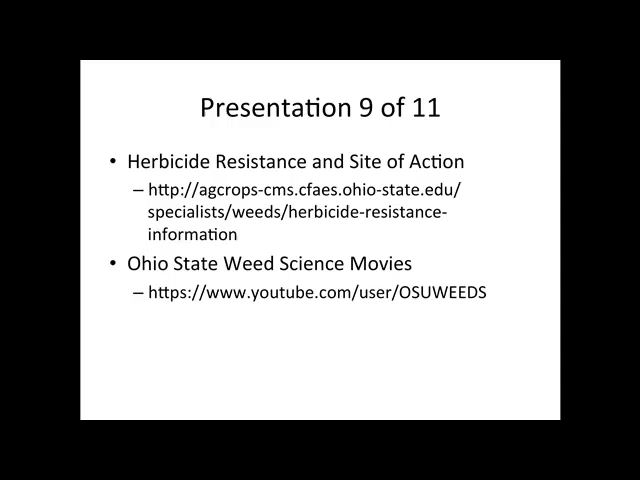 Presentation 9 of 11
• Herbicide Resistance and Site of Action
– http://agcrops-cms.cfaes.ohio-state.edu/
specialists/weeds/herbicide-resistance-
information
• Ohio State Weed Science Movies
– https://www.youtube.com/user/OSUWEEDS